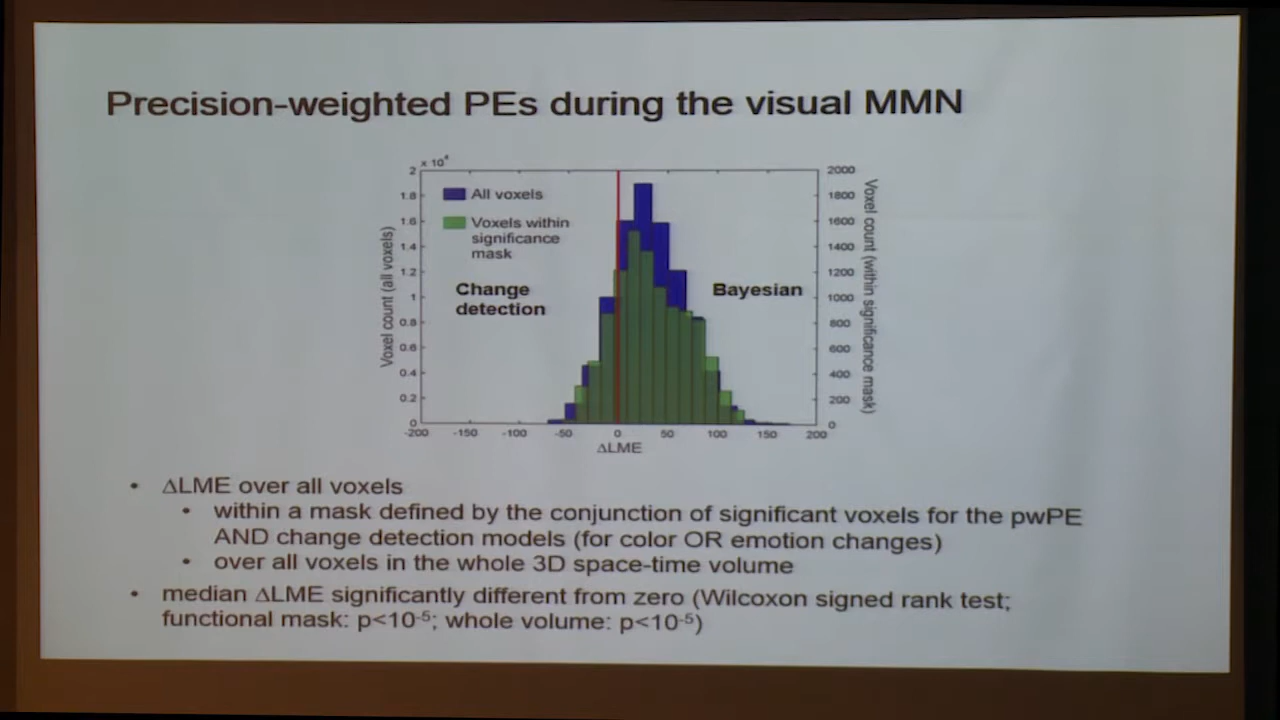 Precision-weighted PEs during the visual MMN
x 10⁴
2
1.8
1.6
1.4
1.2
1
0.8
0.6
0.4
0.2
0
Voxel count (all voxels)
All voxels
Voxels within
significance
mask
Change
detection
Bayesian
2000
1800
1600
1400
1200
1000
800
600
400
200
0
Voxel count (within significance mask)
-200 -150 -100 -50 0 50 100 150 200
ΔLME
• ΔLME over all voxels
• within a mask defined by the conjunction of significant voxels for the pwPE
AND change detection models (for color OR emotion changes)
• over all voxels in the whole 3D space-time volume
• median ΔLME significantly different from zero (Wilcoxon signed rank test;
functional mask: p<10⁻⁵; whole volume: p<10⁻⁵)